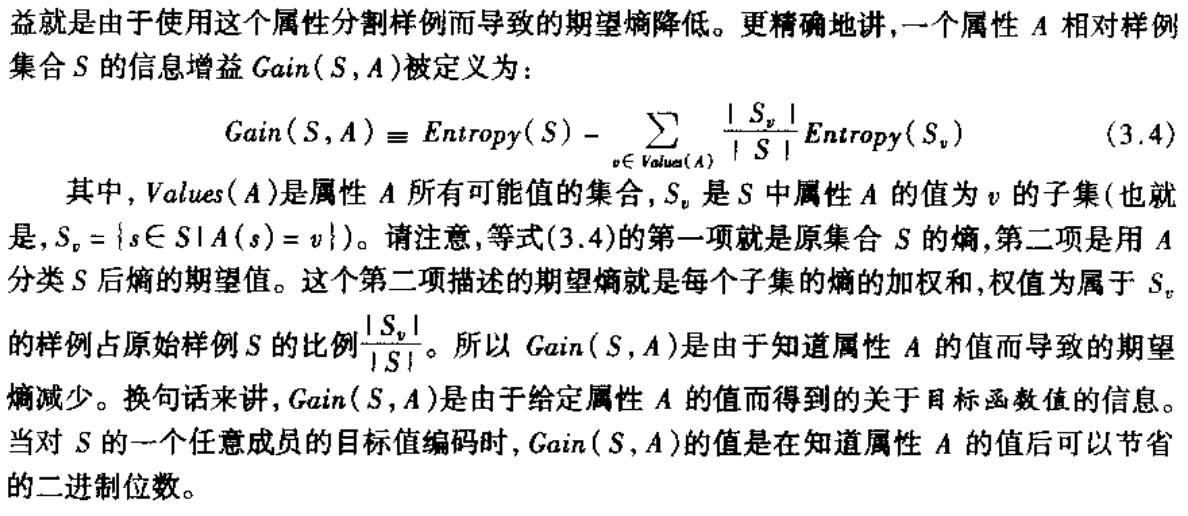 益就是由于使用这个属性分割样例而导致的期望熵降低。更精确地讲,一个属性 A 相对样例
集合 S 的信息增益 Gain( S, A )被定义为:
Gain( S, A ) ≡ Entropy( S ) - ∑_{v∈Values(A)} |S_v|/|S| Entropy( S_v ) (3.4)
其中, Values( A )是属性 A 所有可能值的集合, S_v 是 S 中属性 A 的值为 v 的子集(也就
是, S_v = {s∈S|A(s) = v})。请注意,等式(3.4)的第一项就是原集合 S 的熵,第二项是用 A
分类 S 后熵的期望值。这个第二项描述的期望熵就是每个子集的熵的加权和,权值为属于 S_v
的样例占原始样例 S 的比例|S_v|/|S|。所以 Gain( S, A )是由于知道属性 A 的值而导致的期望
熵减少。换句话来讲, Gain( S, A )是由于给定属性 A 的值而得到的关于目标函数值的信息。
当对 S 的一个任意成员的目标值编码时, Gain( S, A )的值是在知道属性 A 的值后可以节省
的二进制位数。